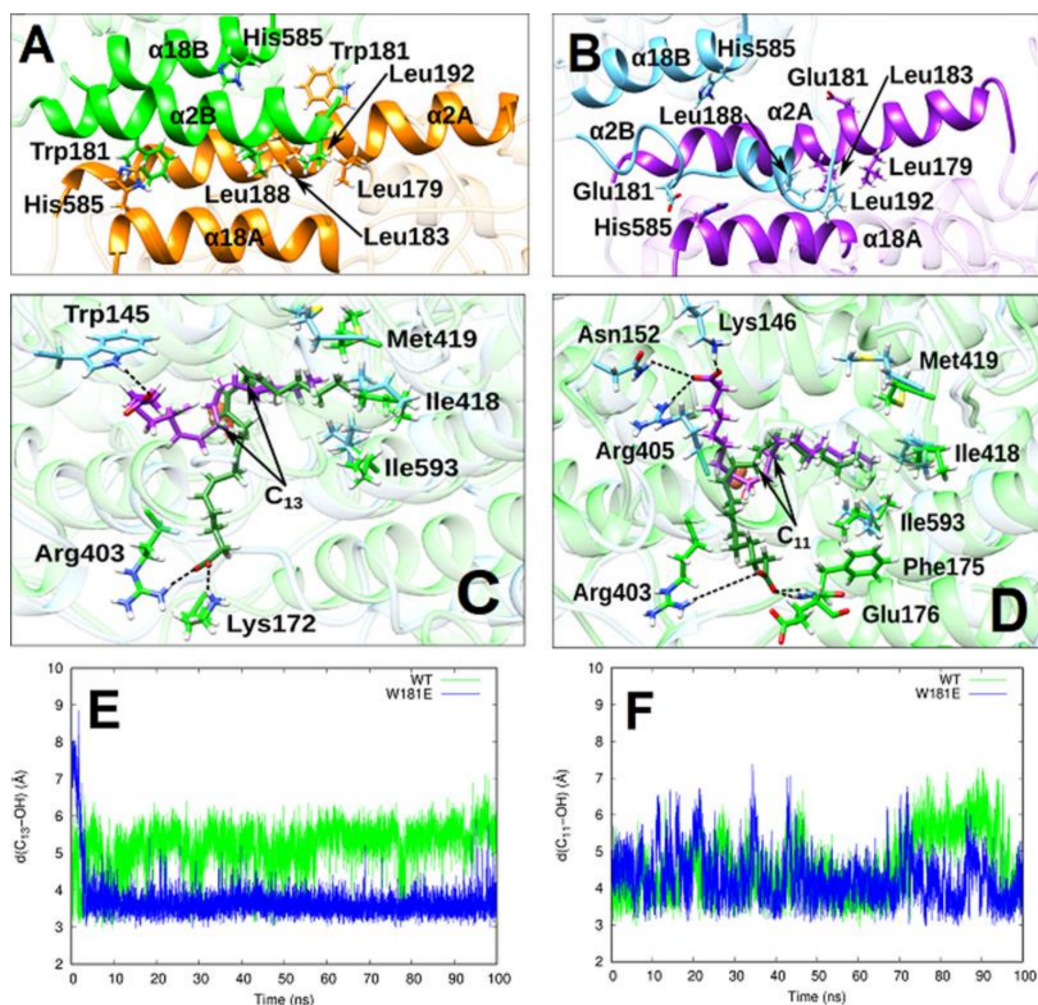 A
α18B
His585
Trp181
Leu192
α2B
α2A
Trp181
His585
Leu188
Leu179
α18A
Leu183
B
α18B
His585
Glu181
Leu183
α2B
Leu188
α2A
Glu181
Leu179
His585
Leu192
α18A
Trp145
Met419
Ile418
Ile593
C₁₃
Arg403
C
Lys172
Asn152
Lys146
Met419
Arg405
Ile418
C₁₁
Ile593
Phe175
Arg403
Glu176
D
E
WT
W181E
d(C₁₃-OH) (Å)
10
9
8
7
6
5
4
3
2
0 10 20 30 40 50 60 70 80 90 100
Time (ns)
F
WT
W181E
d(C₁₁-OH) (Å)
10
9
8
7
6
5
4
3
2
0 10 20 30 40 50 60 70 80 90 100
Time (ns)